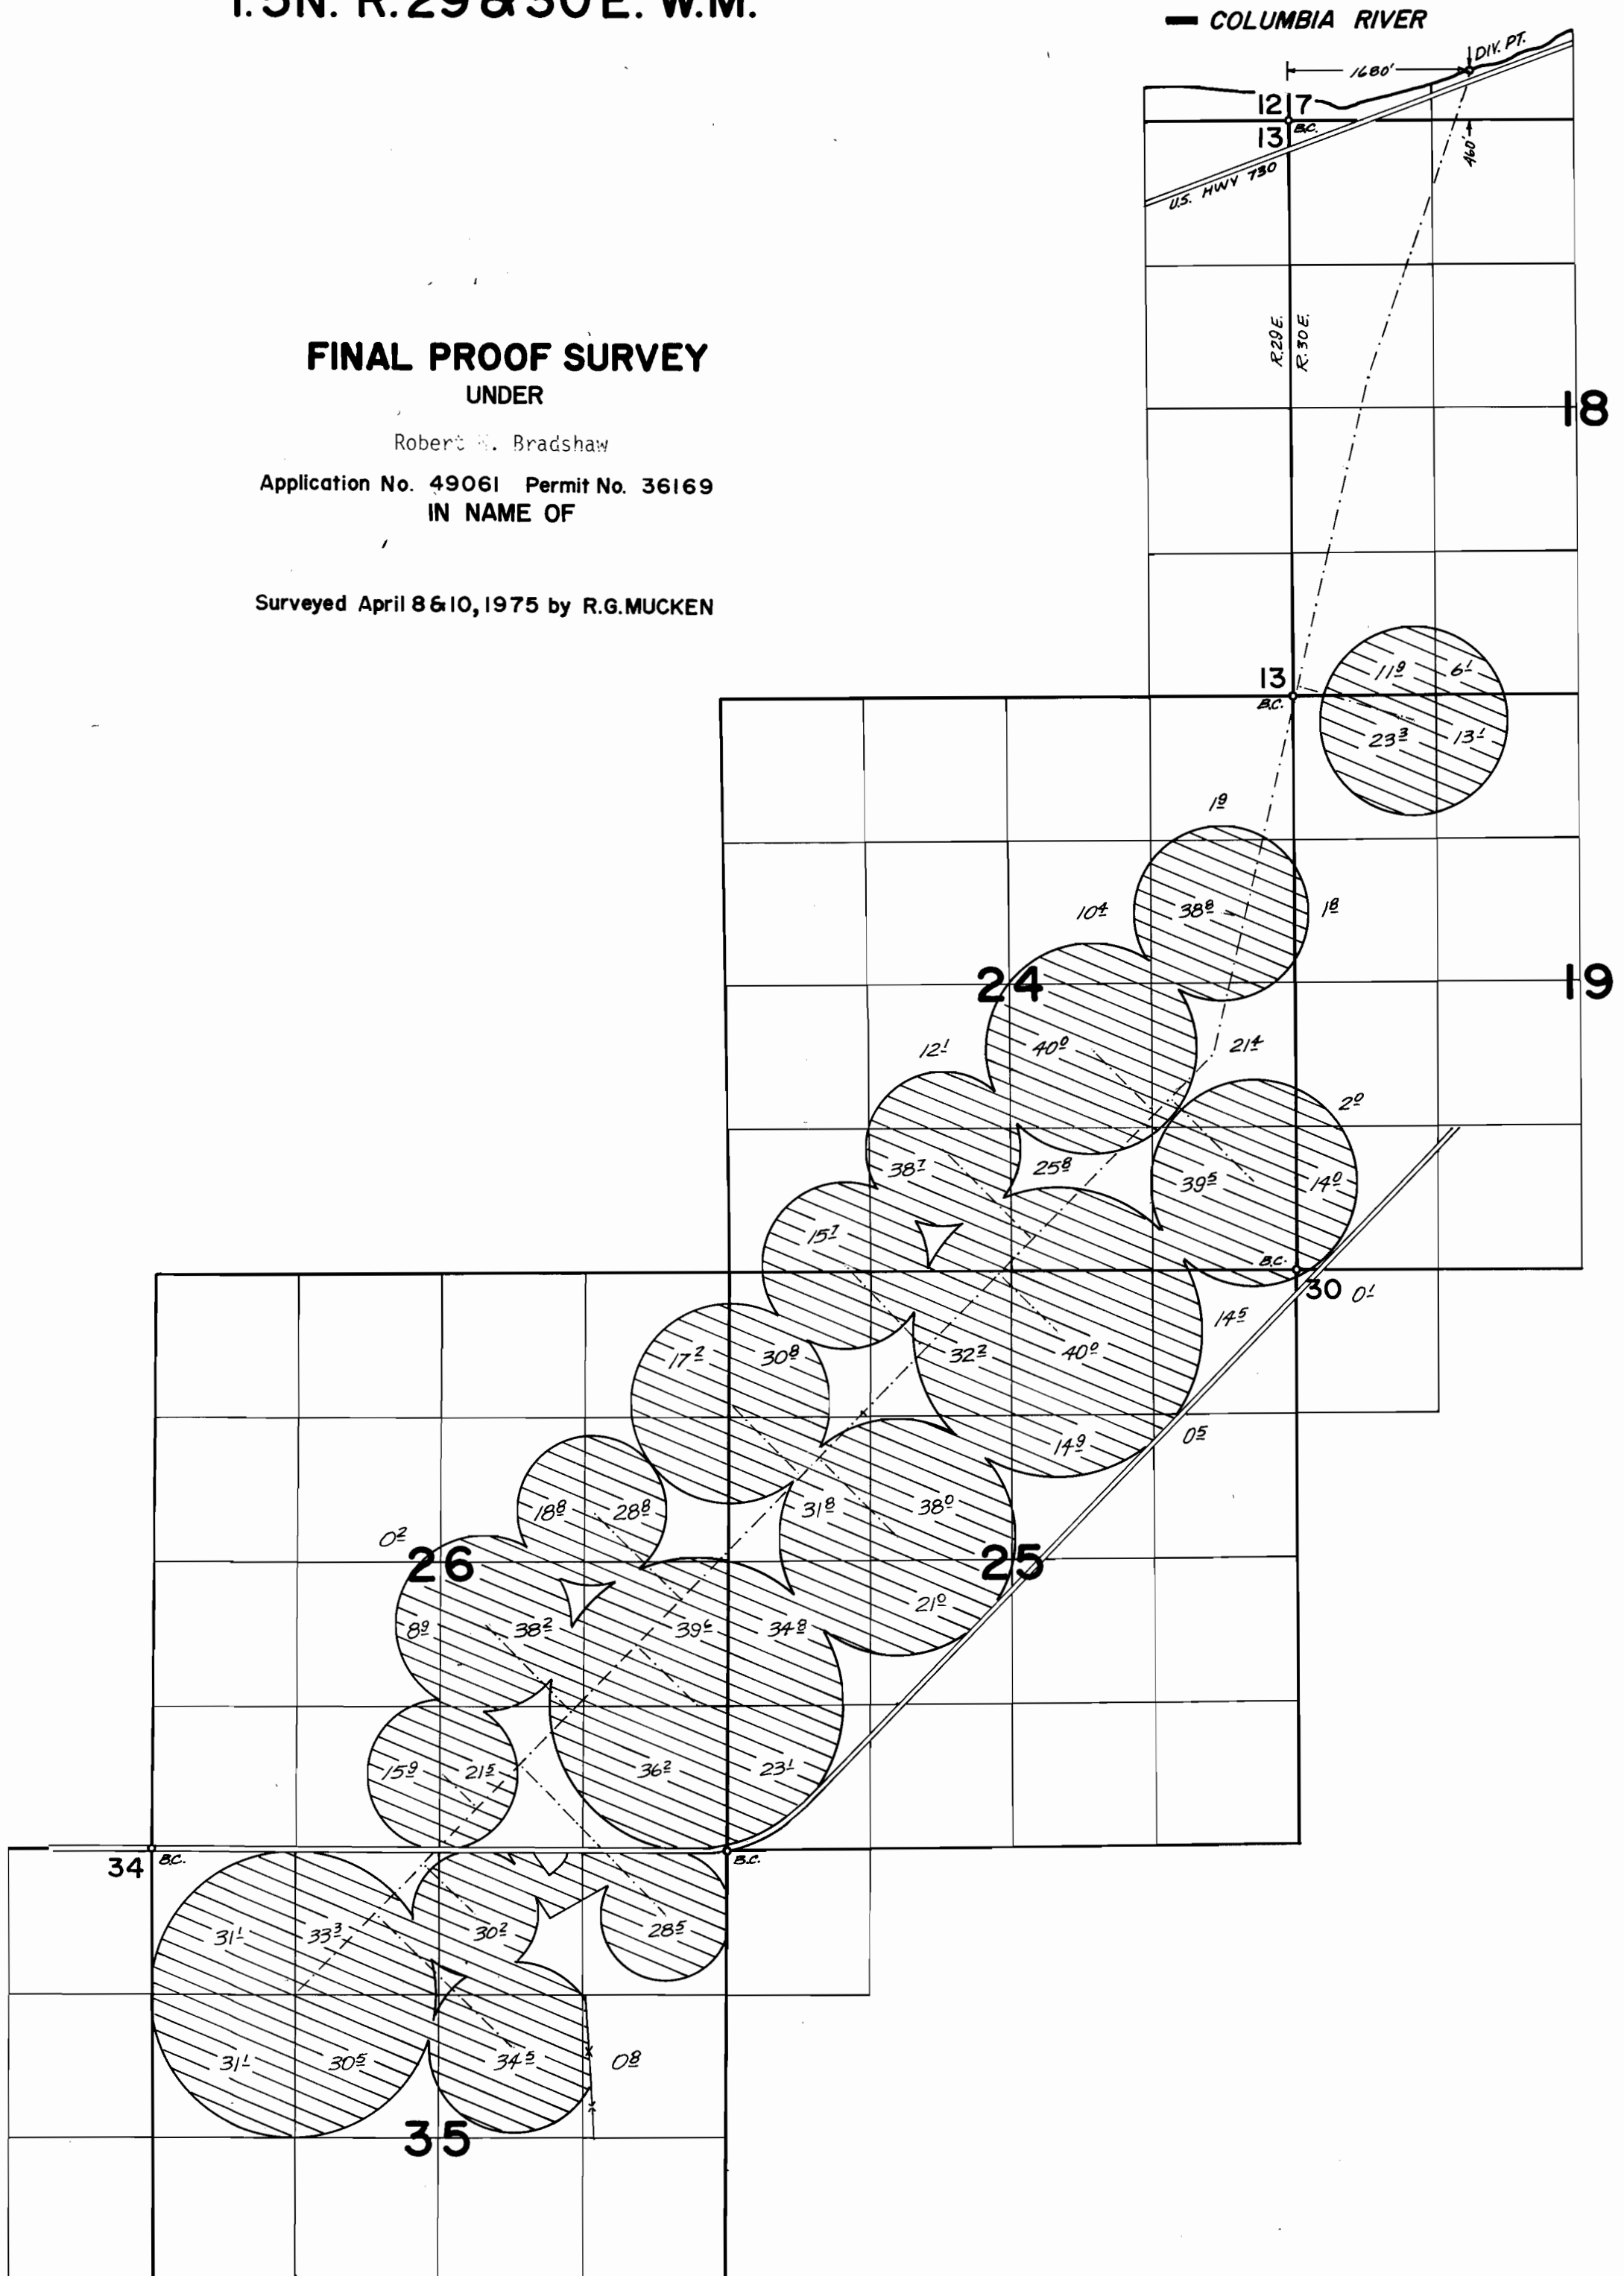 T. 5N. R. 29 & 30 E. W.M.
COLUMBIA RIVER
DIV. PT.
1680'
12 7
13 B.C.
460'
U.S. HWY 730
R.29E.
R.30E.
FINAL PROOF SURVEY
UNDER
Robert . Bradshaw
Application No. 49061 Permit No. 36169
IN NAME OF
Surveyed April 8 & 10, 1975 by R.G. MUCKEN
18
13
B.C.
11.9 6.1
23.3 13.1
1.9
10.4 38.8 1.8
24
19
12.1 40.0 21.4
2.0
38.7 25.8 39.5 14.0
15.7
B.C.
30 0.1
14.5
17.2 30.8 32.2 40.0
14.9 0.5
18.8 28.8 31.8 38.0
0.2
26
25
21.0
8.9 38.2 39.6 34.8
15.9 21.5 36.2 23.1
34 B.C.
B.C.
31.1 33.3 30.2 28.5
31.1 30.5 34.5 0.8
35